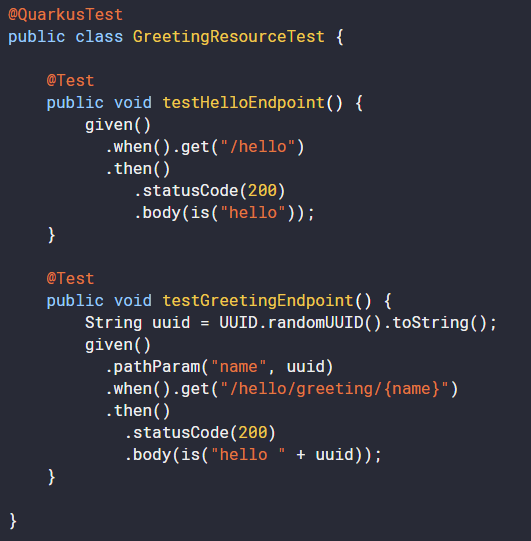 @QuarkusTest
public class GreetingResourceTest {
@Test
public void testHelloEndpoint() {
given()
.when().get("/hello")
.then()
.statusCode(200)
.body(is("hello"));
}
@Test
public void testGreetingEndpoint() {
String uuid = UUID.randomUUID().toString();
given()
.pathParam("name", uuid)
.when().get("/hello/greeting/{name}")
.then()
.statusCode(200)
.body(is("hello " + uuid));
}
}